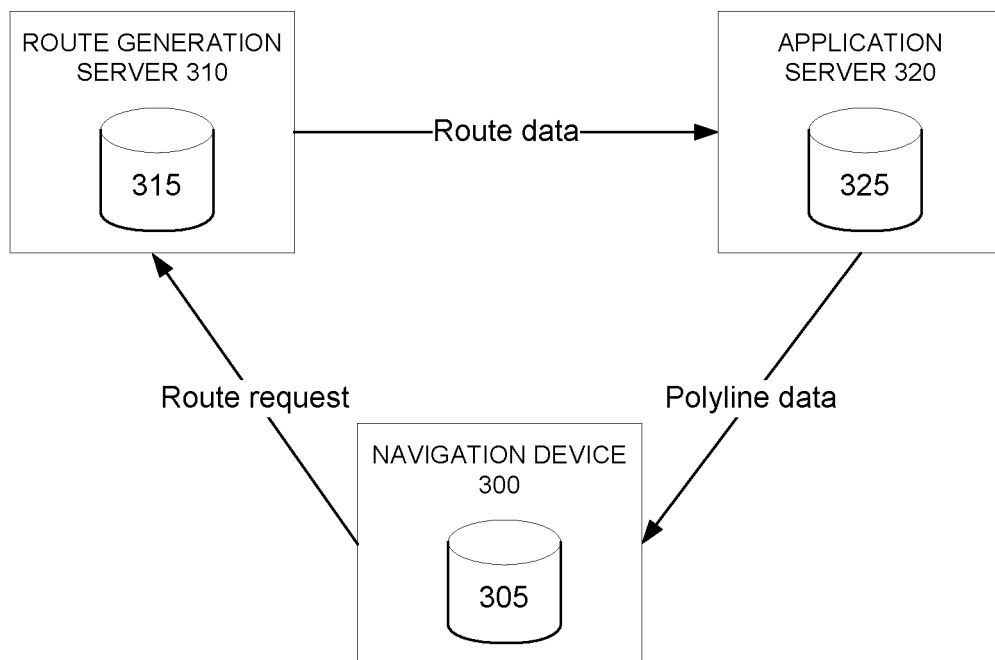 ROUTE GENERATION
SERVER 310
315
Route data
APPLICATION
SERVER 320
325
Route request
Polyline data
NAVIGATION DEVICE
300
305